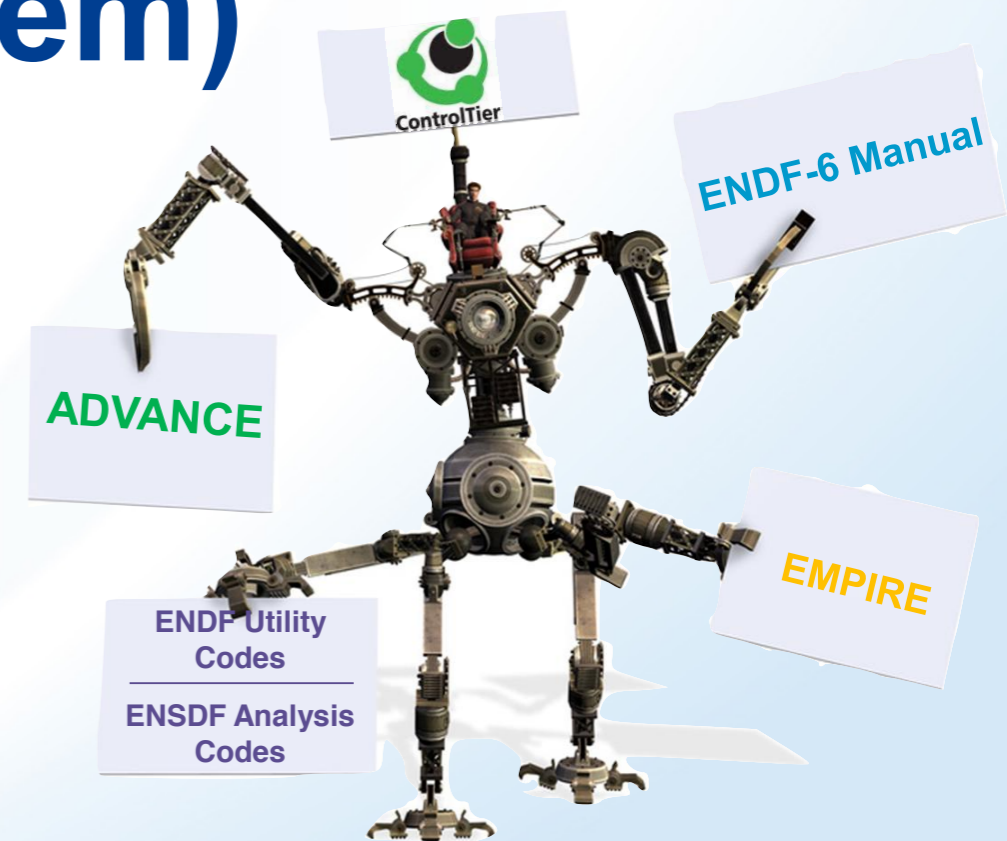 em)
ControlTier
ENDF-6 Manual
ADVANCE
EMPIRE
ENDF Utility
Codes
ENSDF Analysis
Codes